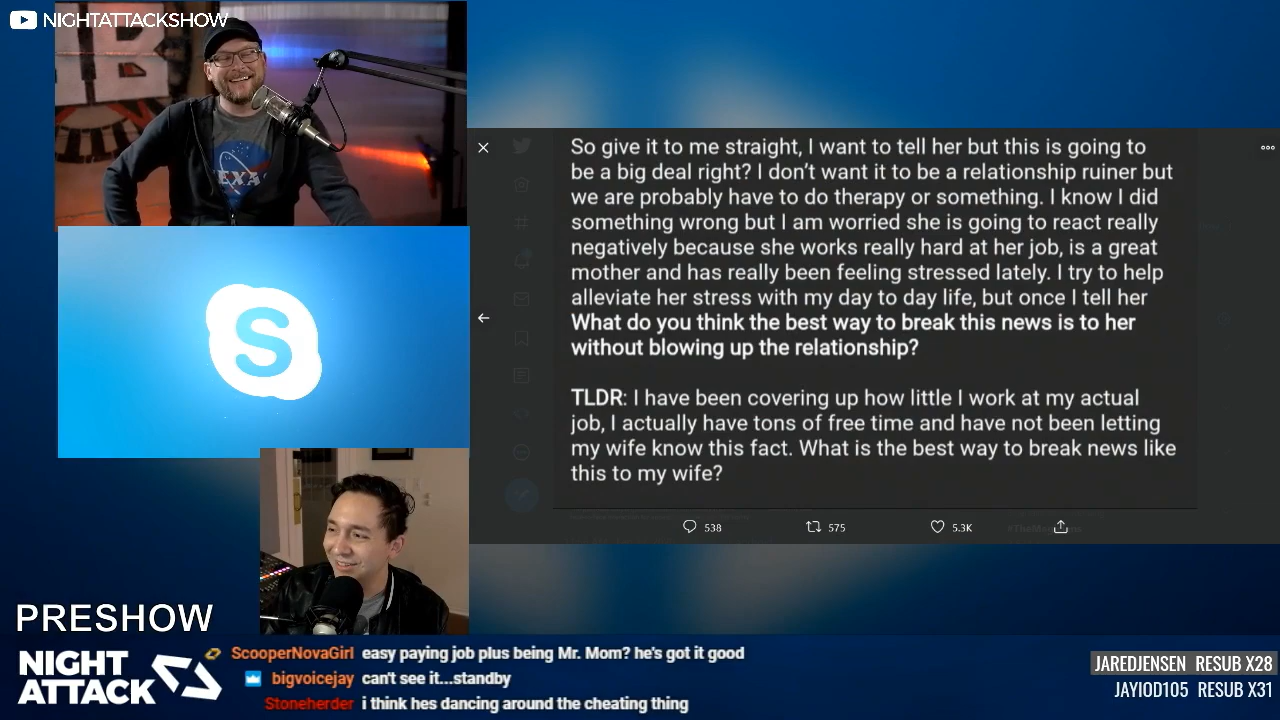 NIGHTATTACKSHOW
EXA
So give it to me straight, I want to tell her but this is going to
be a big deal right? I don't want it to be a relationship ruiner but
we are probably have to do therapy or something. I know I did
something wrong but I am worried she is going to react really
negatively because she works really hard at her job, is a great
mother and has really been feeling stressed lately. I try to help
alleviate her stress with my day to day life, but once I tell her
What do you think the best way to break this news is to her
without blowing up the relationship?
TLDR: I have been covering up how little I work at my actual
job, I actually have tons of free time and have not been letting
my wife know this fact. What is the best way to break news like
this to my wife?
538 575 5.3K
S
PRESHOW
NIGHT
ATTACK
ScooperNovaGirl easy paying job plus being Mr. Mom? he's got it good
bigvoicejay can't see it...standby
Stoneherder i think hes dancing around the cheating thing
JAREDJENSEN RESUB X28
JAYIOD105 RESUB X31